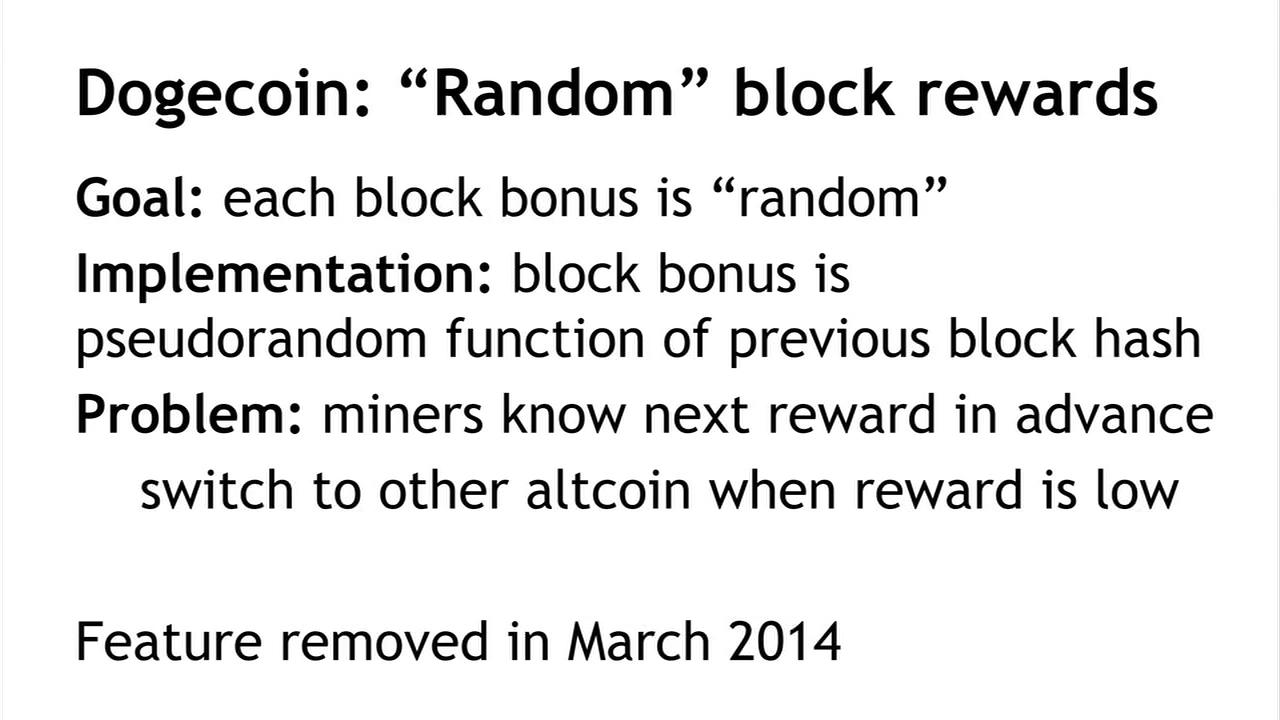 Dogecoin: “Random” block rewards
Goal: each block bonus is “random”
Implementation: block bonus is
pseudorandom function of previous block hash
Problem: miners know next reward in advance
switch to other altcoin when reward is low
Feature removed in March 2014